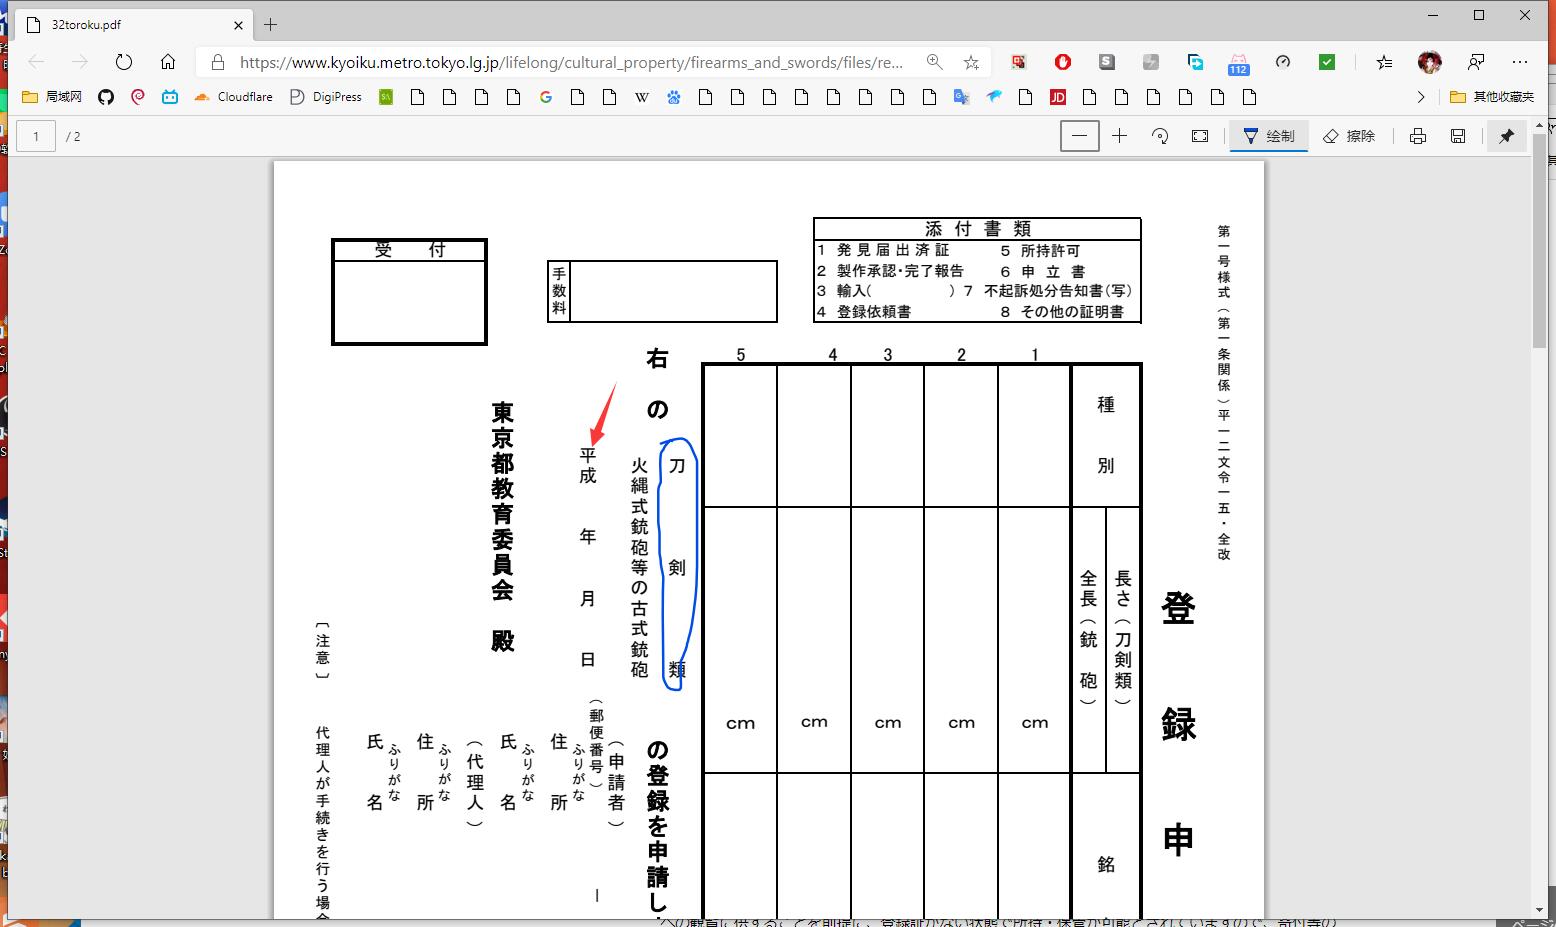 32toroku.pdf
https://www.kyoiku.metro.tokyo.lg.jp/lifelong/cultural_property/firearms_and_swords/files/re...
112
局域网
Cloudflare
DigiPress
SA
G
W
JD
其他收藏夹
1 / 2
绘制
擦除
第一号様式（第一条関係）平一二文令一五・全改
添付書類
1 発見届出済証 5 所持許可
2 製作承認・完了報告 6 申立書
3 輸入( ) 7 不起訴処分告知書(写)
4 登録依頼書 8 その他の証明書
手数料
受付
登録申
5 4 3 2 1
種別
長さ（刀剣類）
全長（銃砲）
cm cm cm cm cm
銘
右の
刀剣類
火縄式銃砲等の古式銃砲
の登録を申請し
平成 年 月 日
東京都教育委員会 殿
（申請者）
（郵便番号） ー
ふりがな
住所
ふりがな
氏名
（代理人）
ふりがな
住所
ふりがな
氏名
［注意］ 代理人が手続きを行う場合